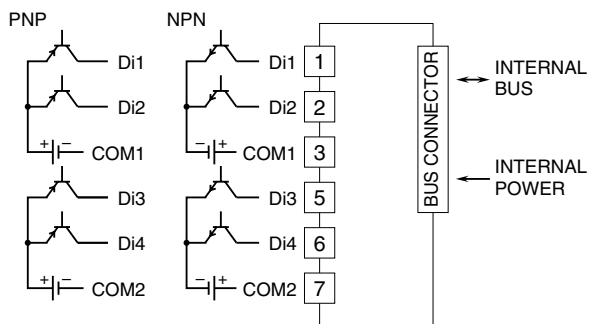 PNP NPN
Di1 Di1 1
Di2 Di2 2
+ − COM1 − + COM1 3
Di3 Di3 5
Di4 Di4 6
+ − COM2 − + COM2 7
BUS CONNECTOR
INTERNAL
BUS
INTERNAL
POWER